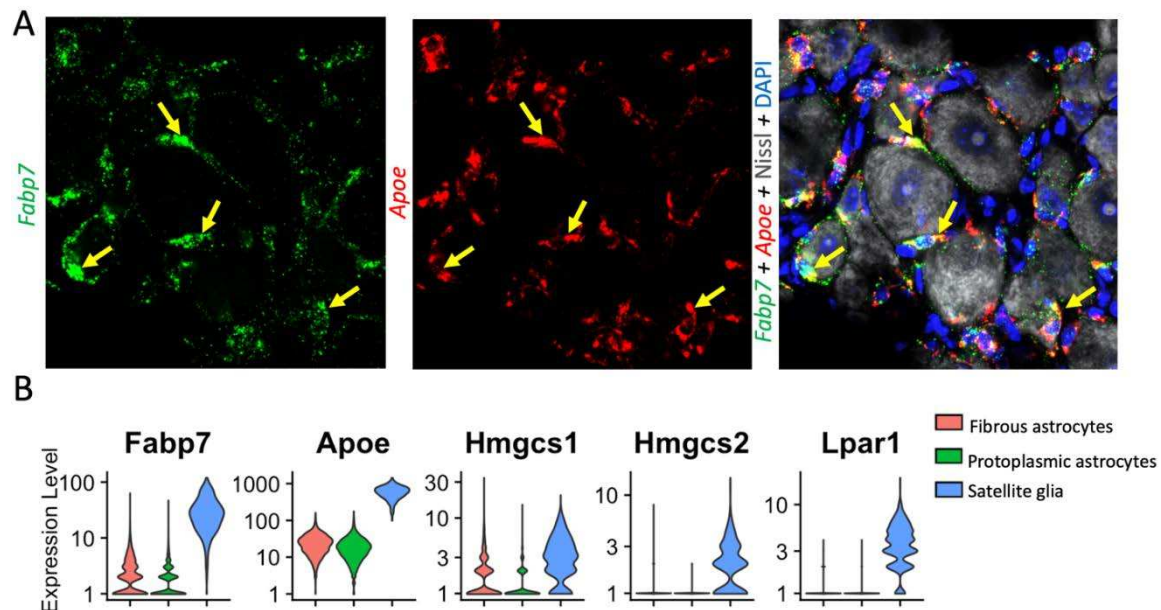 A
Fabp7
Apoe
Fabp7 + Apoe + Nissl + DAPI
B
Expression Level
Fabp7
100
10
1
Apoe
1000
100
10
1
Hmgcs1
30
10
3
1
Hmgcs2
10
3
1
Lpar1
10
3
1
Fibrous astrocytes
Protoplasmic astrocytes
Satellite glia